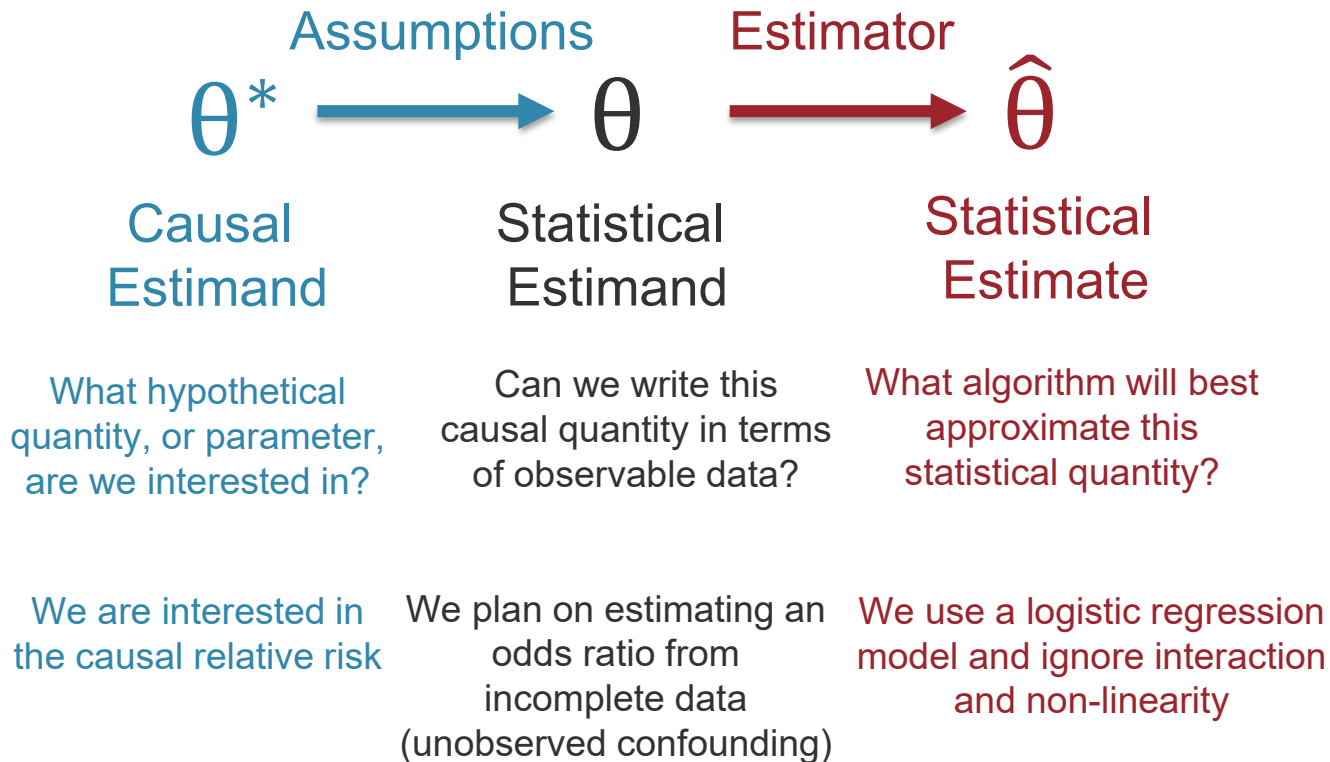 Assumptions
Estimator
θ*
θ
θ̂
Causal
Estimand
Statistical
Estimand
Statistical
Estimate
What hypothetical
quantity, or parameter,
are we interested in?
Can we write this
causal quantity in terms
of observable data?
What algorithm will best
approximate this
statistical quantity?
We are interested in
the causal relative risk
We plan on estimating an
odds ratio from
incomplete data
(unobserved confounding)
We use a logistic regression
model and ignore interaction
and non-linearity